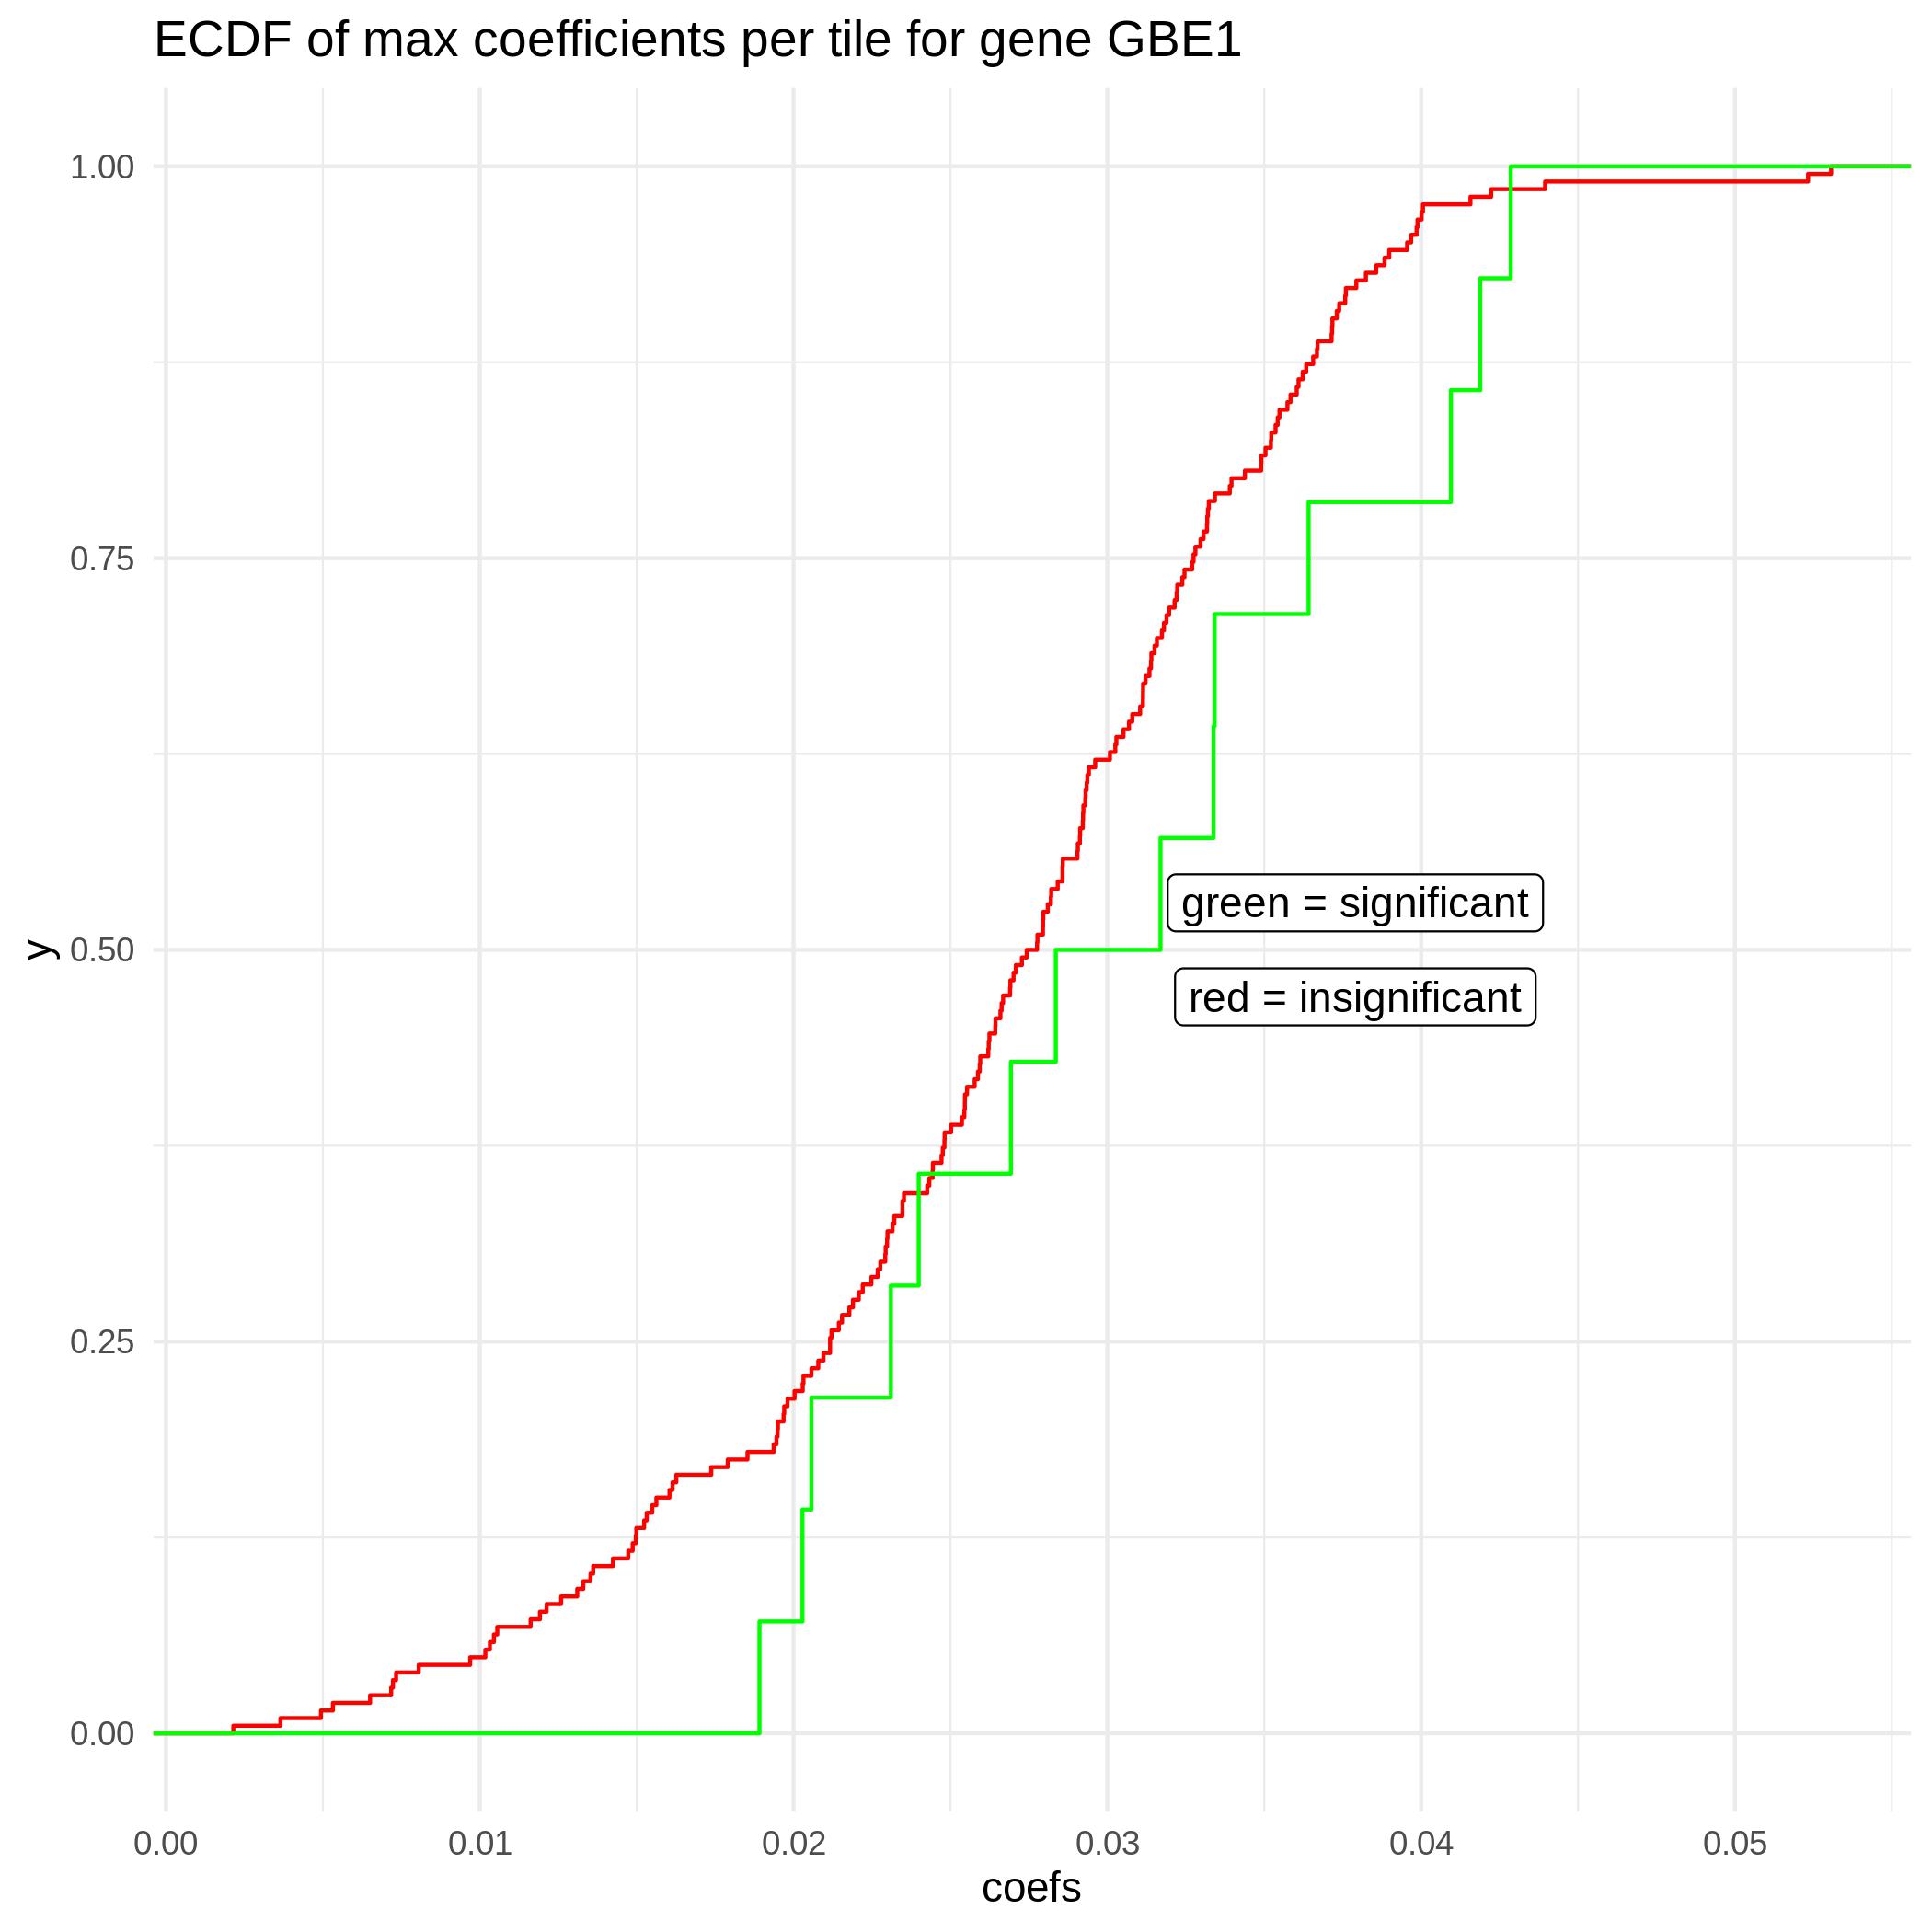 ECDF of max coefficients per tile for gene GBE1
1.00
0.75
0.50
0.25
0.00
y
green = significant
red = insignificant
0.00 0.01 0.02 0.03 0.04 0.05
coefs